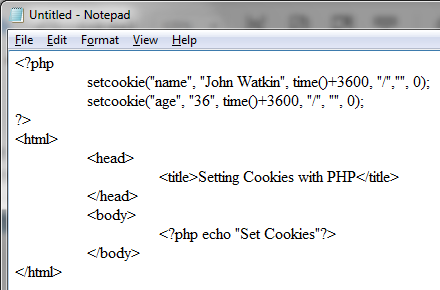 Untitled - Notepad
File Edit Format View Help
<?php
setcookie("name", "John Watkin", time()+3600, "/","", 0);
setcookie("age", "36", time()+3600, "/", "", 0);
?>
<html>
<head>
<title>Setting Cookies with PHP</title>
</head>
<body>
<?php echo "Set Cookies"?>
</body>
</html>